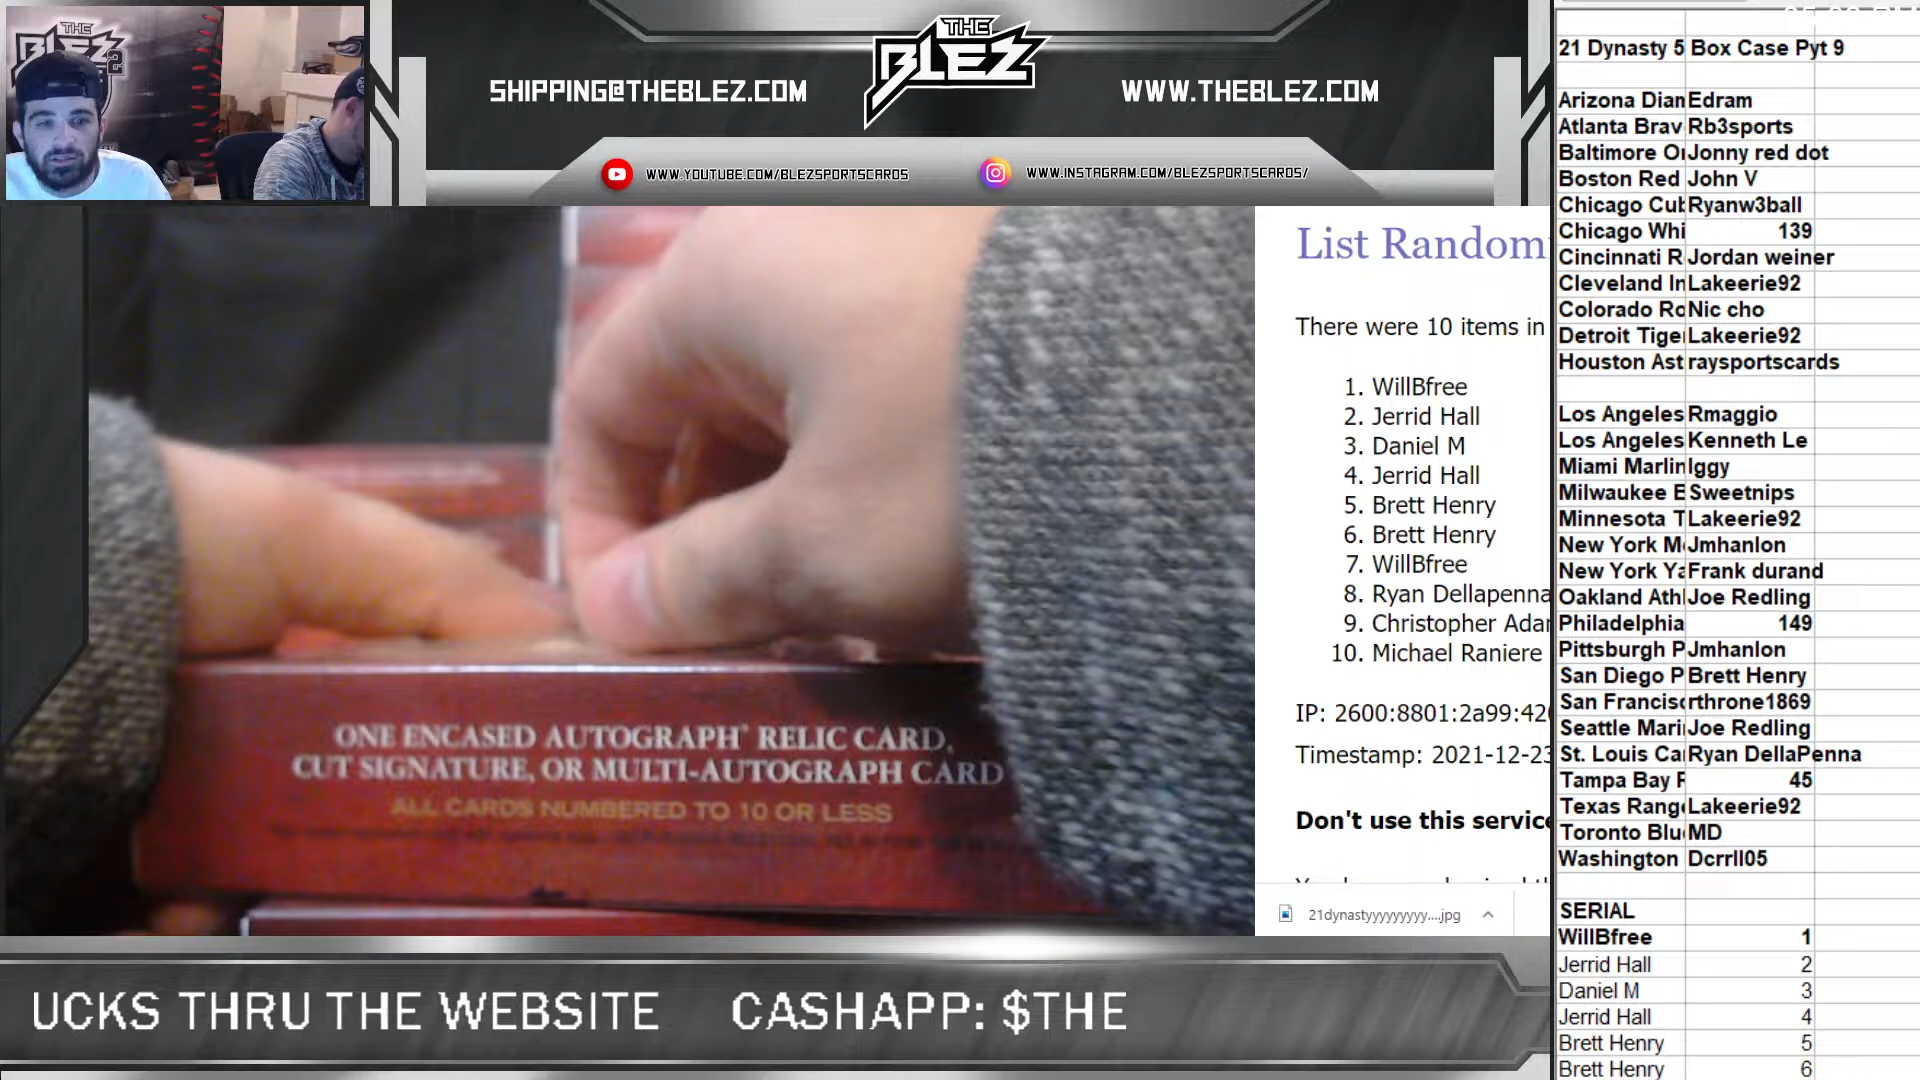 THE
BLEZ
SHIPPING@THEBLEZ.COM
WWW.THEBLEZ.COM
WWW.YOUTUBE.COM/BLEZSPORTSCARDS
WWW.INSTAGRAM.COM/BLEZSPORTSCARDS/
ONE ENCASED AUTOGRAPH RELIC CARD,
CUT SIGNATURE, OR MULTI-AUTOGRAPH CARD
ALL CARDS NUMBERED TO 10 OR LESS
List Random
There were 10 items in
1. WillBfree
2. Jerrid Hall
3. Daniel M
4. Jerrid Hall
5. Brett Henry
6. Brett Henry
7. WillBfree
8. Ryan Dellapenna
9. Christopher Adar
10. Michael Raniere
IP: 2600:8801:2a99:42
Timestamp: 2021-12-23
Don't use this service
21dynastyyyyyyyyy....jpg
21 Dynasty 5 Box Case Pyt 9
Arizona Dian Edram
Atlanta Brav Rb3sports
Baltimore Or Jonny red dot
Boston Red John V
Chicago Cub Ryanw3ball
Chicago Whi 139
Cincinnati R Jordan weiner
Cleveland In Lakeerie92
Colorado Ro Nic cho
Detroit Tiger Lakeerie92
Houston Ast raysportscards
Los Angeles Rmaggio
Los Angeles Kenneth Le
Miami Marlin Iggy
Milwaukee B Sweetnips
Minnesota T Lakeerie92
New York Me Jmhanlon
New York Ya Frank durand
Oakland Athl Joe Redling
Philadelphia 149
Pittsburgh P Jmhanlon
San Diego P Brett Henry
San Francisc rthrone1869
Seattle Mari Joe Redling
St. Louis Car Ryan DellaPenna
Tampa Bay R 45
Texas Range Lakeerie92
Toronto Blue MD
Washington Dcrrll05
SERIAL
WillBfree 1
Jerrid Hall 2
Daniel M 3
Jerrid Hall 4
Brett Henry 5
Brett Henry 6
UCKS THRU THE WEBSITE CASHAPP: $THE